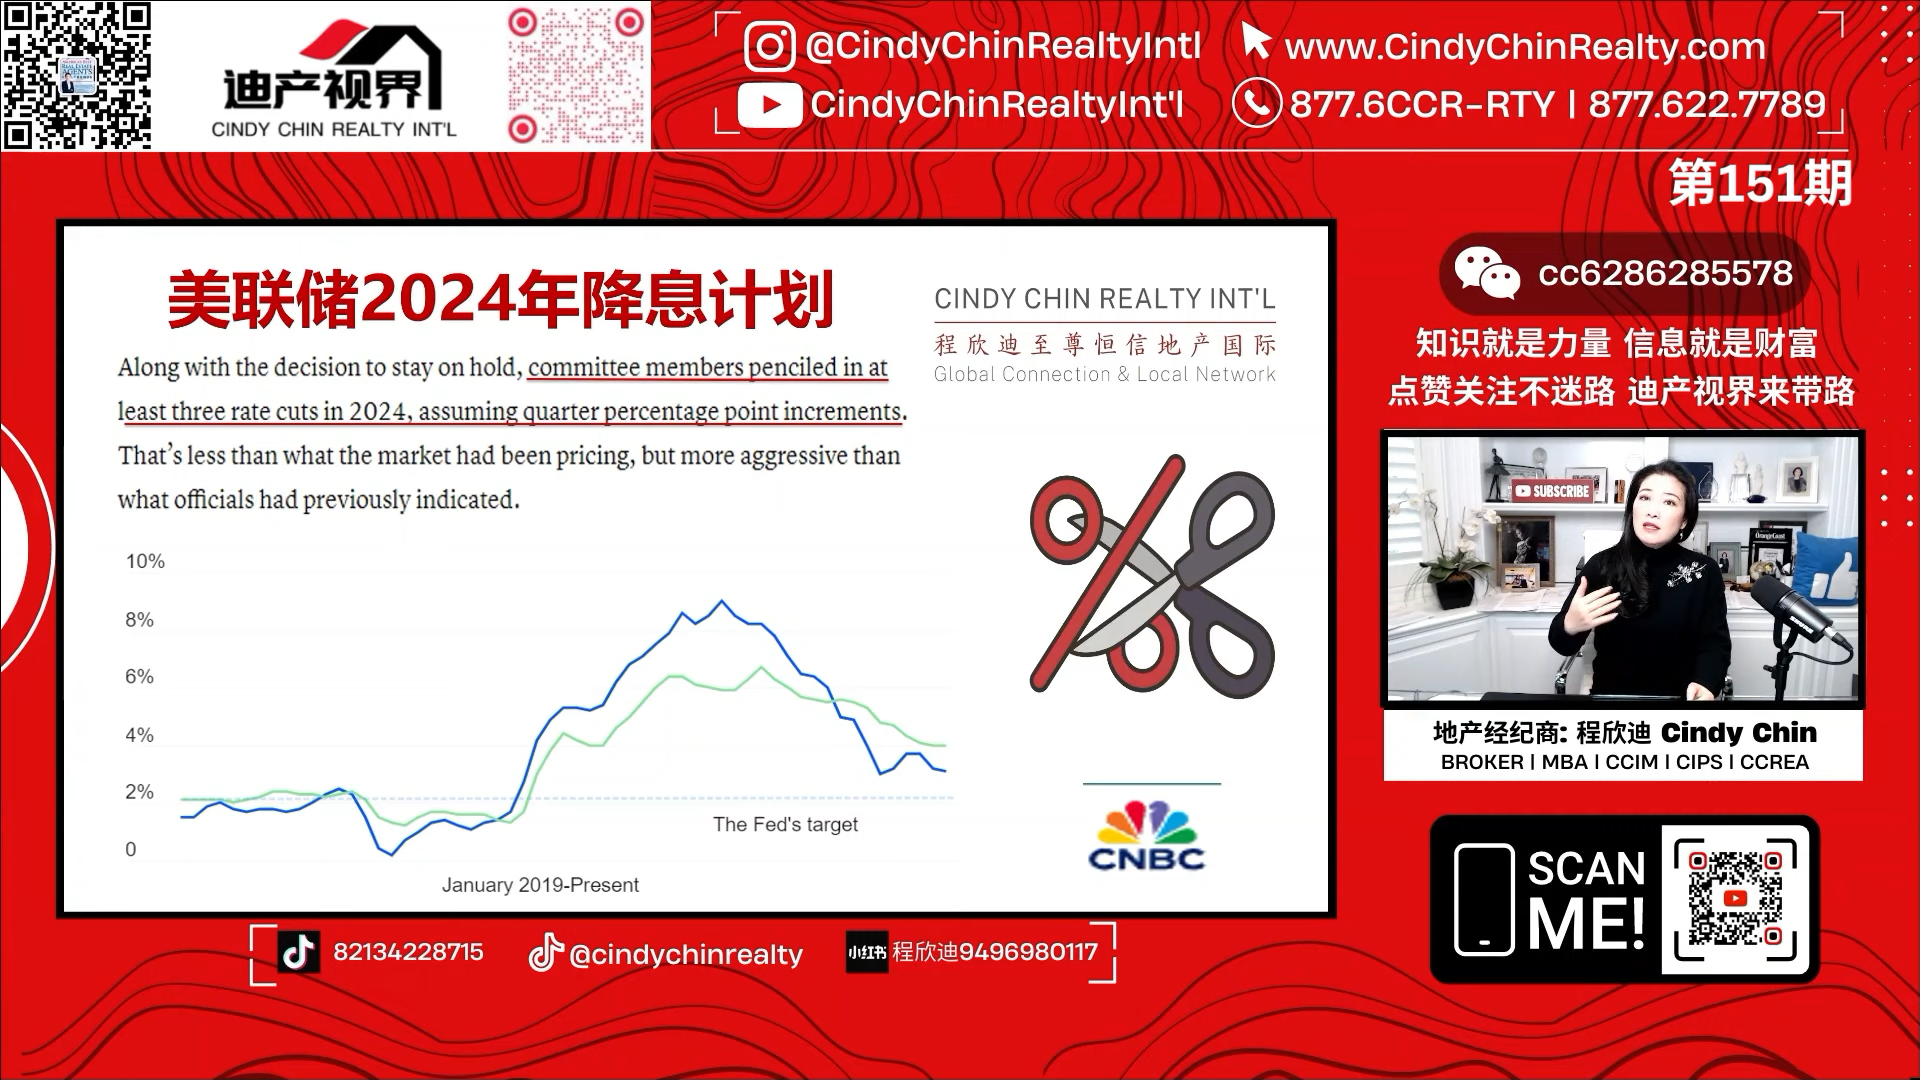 迪产视界
CINDY CHIN REALTY INT'L
@CindyChinRealtyIntl
www.CindyChinRealty.com
CindyChinRealtyInt'l
877.6CCR-RTY | 877.622.7789
第151期
美联储2024年降息计划
Along with the decision to stay on hold, committee members penciled in at
least three rate cuts in 2024, assuming quarter percentage point increments.
That's less than what the market had been pricing, but more aggressive than
what officials had previously indicated.
CINDY CHIN REALTY INT'L
程欣迪至尊恒信地产国际
Global Connection & Local Network
10%
8%
6%
4%
2%
0
The Fed's target
January 2019-Present
CNBC
cc6286285578
知识就是力量 信息就是财富
点赞关注不迷路 迪产视界来带路
SUBSCRIBE
地产经纪商: 程欣迪 Cindy Chin
BROKER | MBA | CCIM | CIPS | CCREA
SCAN
ME!
82134228715
@cindychinrealty
小红书 程欣迪9496980117